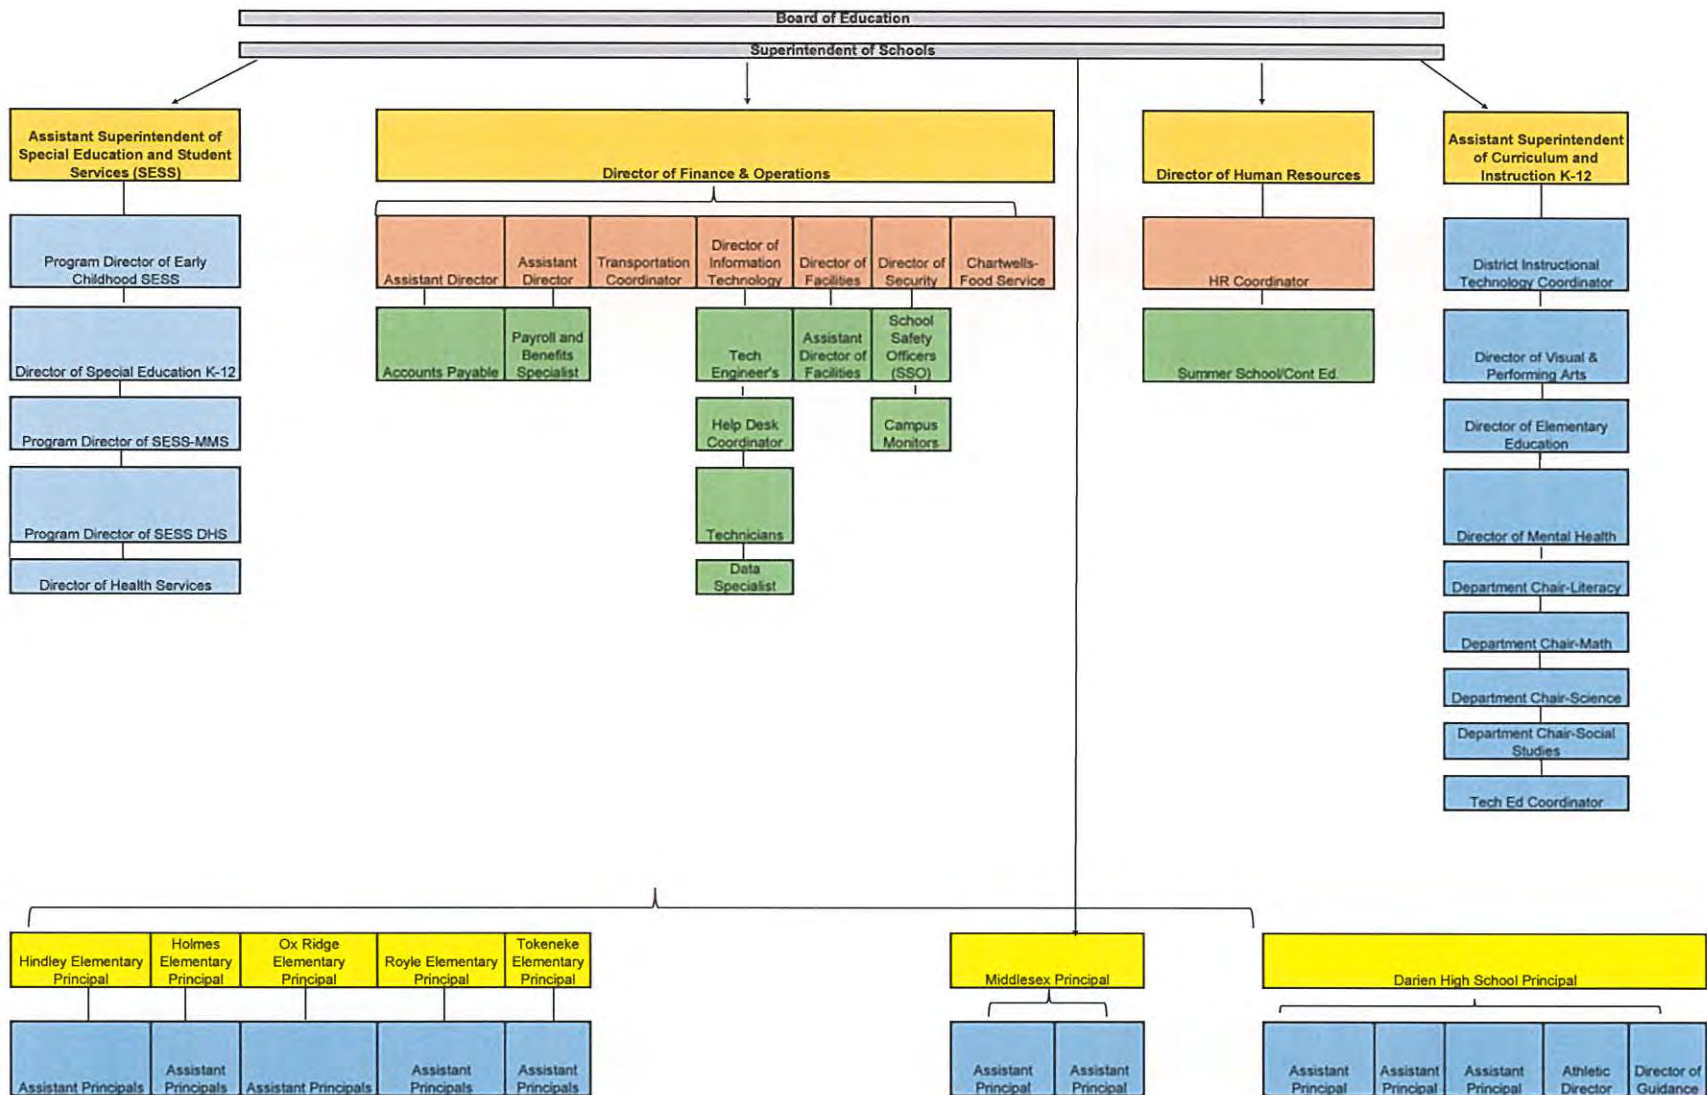 Board of Education
Superintendent of Schools
Assistant Superintendent of
Special Education and Student
Services (SESS)
Director of Finance & Operations
Director of Human Resources
Assistant Superintendent
of Curriculum and
Instruction K-12
Program Director of Early
Childhood SESS
Director of Special Education K-12
Program Director of SESS-MMS
Program Director of SESS DHS
Director of Health Services
Assistant Director
Assistant
Director
Transportation
Coordinator
Director of
Information
Technology
Director of
Facilities
Director of
Security
Chartwells-
Food Service
Accounts Payable
Payroll and
Benefits
Specialist
Tech
Engineer's
Assistant
Director of
Facilities
School
Safety
Officers
(SSO)
Help Desk
Coordinator
Campus
Monitors
Technicians
Data
Specialist
HR Coordinator
Summer School/Cont Ed.
District Instructional
Technology Coordinator
Director of Visual &
Performing Arts
Director of Elementary
Education
Director of Mental Health
Department Chair-Literacy
Department Chair-Math
Department Chair-Science
Department Chair-Social
Studies
Tech Ed Coordinator
Hindley Elementary
Principal
Holmes
Elementary
Principal
Ox Ridge
Elementary
Principal
Royle Elementary
Principal
Tokeneke
Elementary
Principal
Middlesex Principal
Darien High School Principal
Assistant Principals
Assistant
Principals
Assistant Principals
Assistant
Principals
Assistant
Principals
Assistant
Principal
Assistant
Principal
Assistant
Principal
Assistant
Principal
Assistant
Principal
Athletic
Director
Director of
Guidance